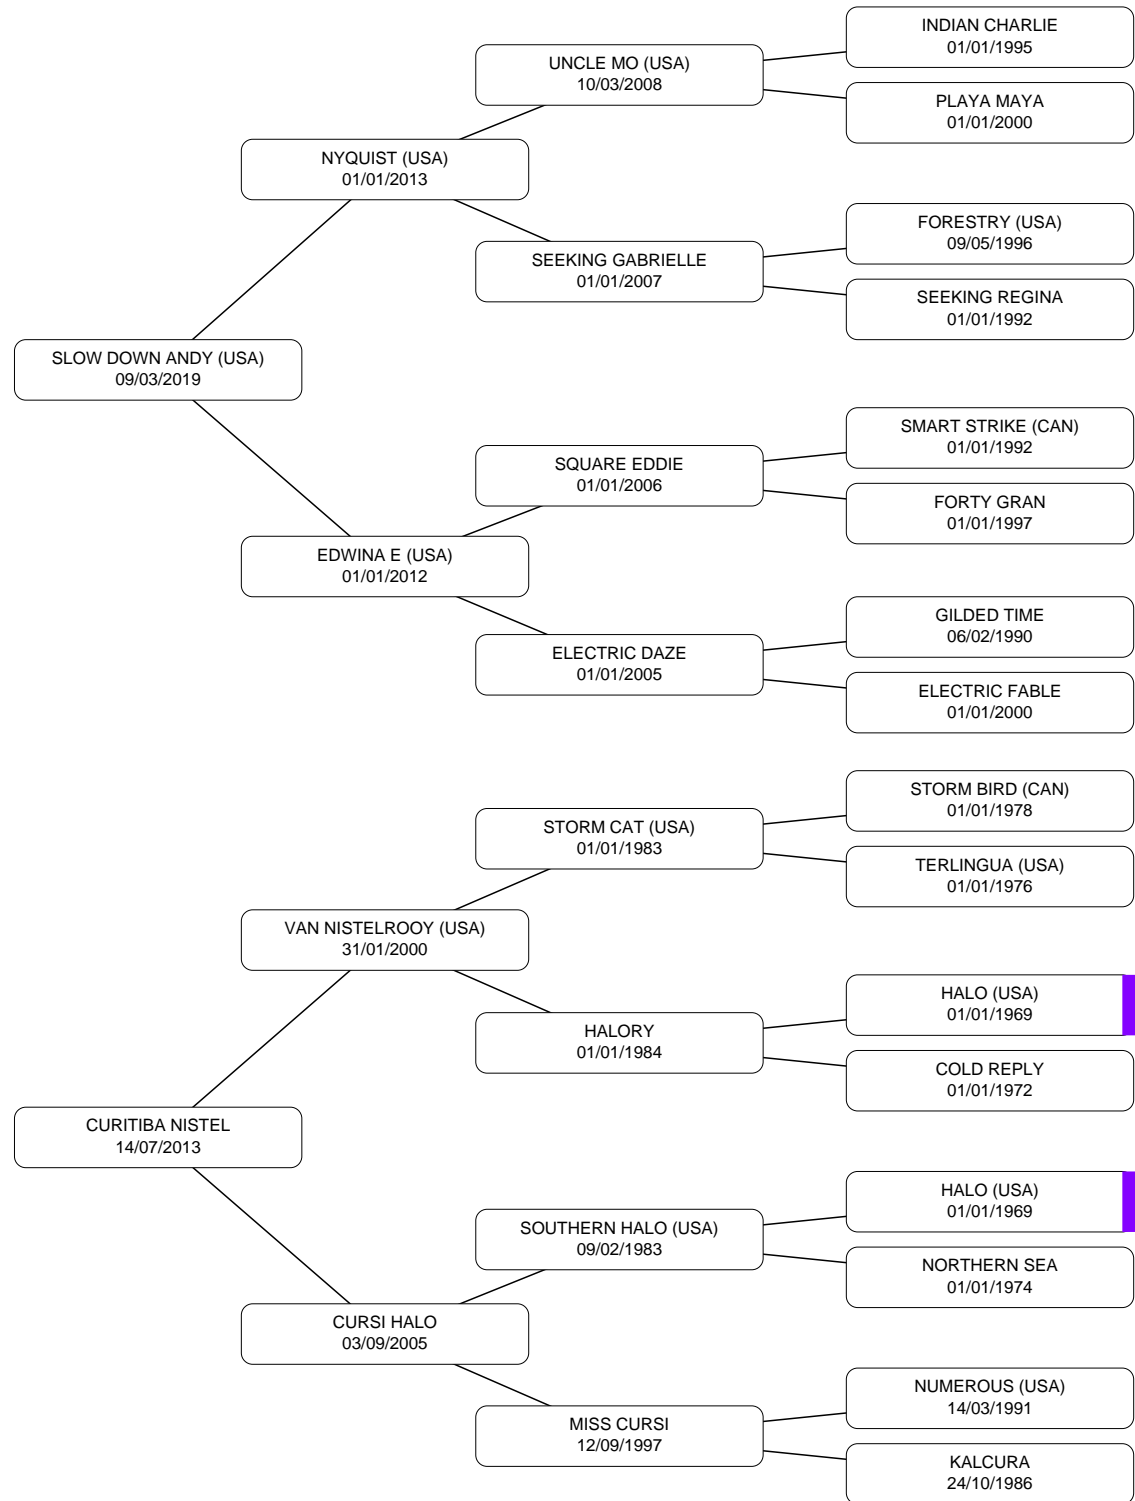 INDIAN CHARLIE
01/01/1995
UNCLE MO (USA)
10/03/2008
PLAYA MAYA
01/01/2000
NYQUIST (USA)
01/01/2013
FORESTRY (USA)
09/05/1996
SEEKING GABRIELLE
01/01/2007
SEEKING REGINA
01/01/1992
SLOW DOWN ANDY (USA)
09/03/2019
SMART STRIKE (CAN)
01/01/1992
SQUARE EDDIE
01/01/2006
FORTY GRAN
01/01/1997
EDWINA E (USA)
01/01/2012
GILDED TIME
06/02/1990
ELECTRIC DAZE
01/01/2005
ELECTRIC FABLE
01/01/2000
STORM BIRD (CAN)
01/01/1978
STORM CAT (USA)
01/01/1983
TERLINGUA (USA)
01/01/1976
VAN NISTELROOY (USA)
31/01/2000
HALO (USA)
01/01/1969
HALORY
01/01/1984
COLD REPLY
01/01/1972
CURITIBA NISTEL
14/07/2013
HALO (USA)
01/01/1969
SOUTHERN HALO (USA)
09/02/1983
NORTHERN SEA
01/01/1974
CURSI HALO
03/09/2005
NUMEROUS (USA)
14/03/1991
MISS CURSI
12/09/1997
KALCURA
24/10/1986